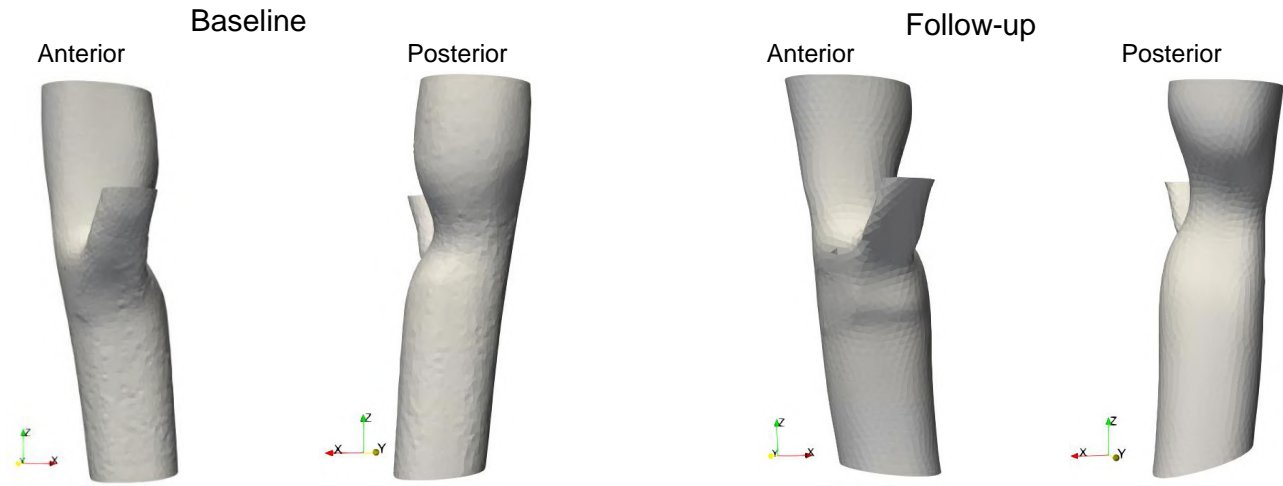 Baseline
Follow-up
Anterior
Posterior
Anterior
Posterior
Z
Y
X
Z
X
Y
Z
Y
X
Z
X
Y